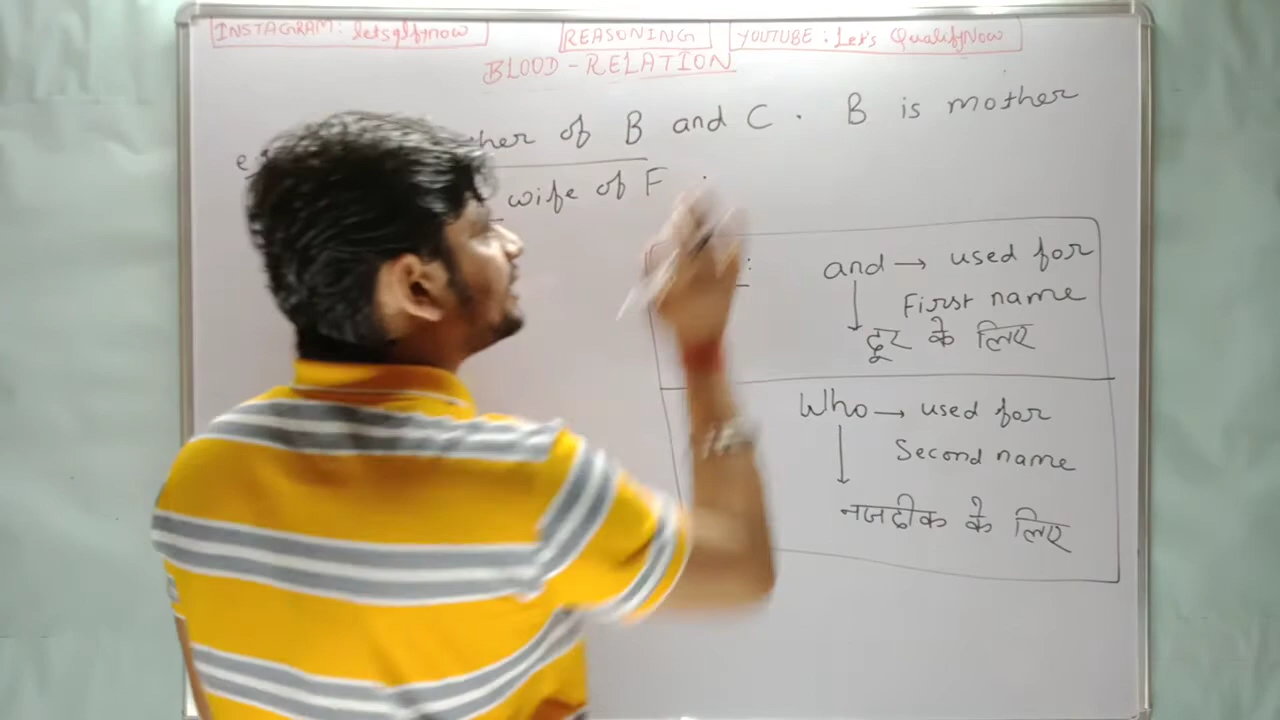 INSTAGRAM: letsqlfynow
REASONING
YOUTUBE: Let's QualifyNow
BLOOD-RELATION
of B and C. B is mother
wife of F.
and → used for
First name
दूर के लिए
Who → used for
Second name
नजदीक के लिए